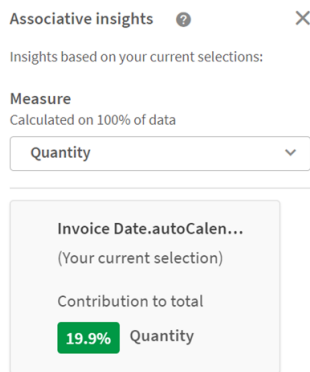 Associative insights ?
Insights based on your current selections:
Measure
Calculated on 100% of data
Quantity
Invoice Date.autoCalen...
(Your current selection)
Contribution to total
19.9% Quantity